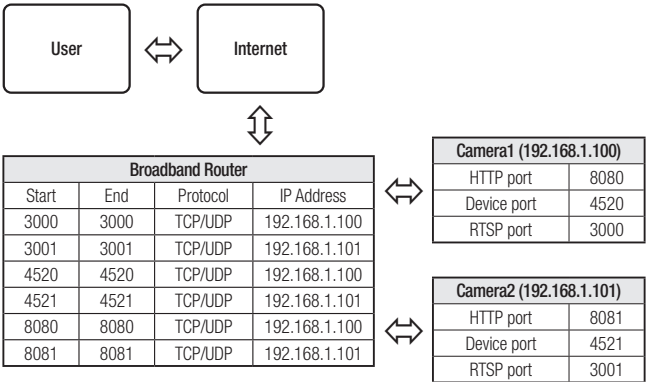 User
Internet
Broadband Router
Start End Protocol IP Address
3000 3000 TCP/UDP 192.168.1.100
3001 3001 TCP/UDP 192.168.1.101
4520 4520 TCP/UDP 192.168.1.100
4521 4521 TCP/UDP 192.168.1.101
8080 8080 TCP/UDP 192.168.1.100
8081 8081 TCP/UDP 192.168.1.101
Camera1 (192.168.1.100)
HTTP port 8080
Device port 4520
RTSP port 3000
Camera2 (192.168.1.101)
HTTP port 8081
Device port 4521
RTSP port 3001